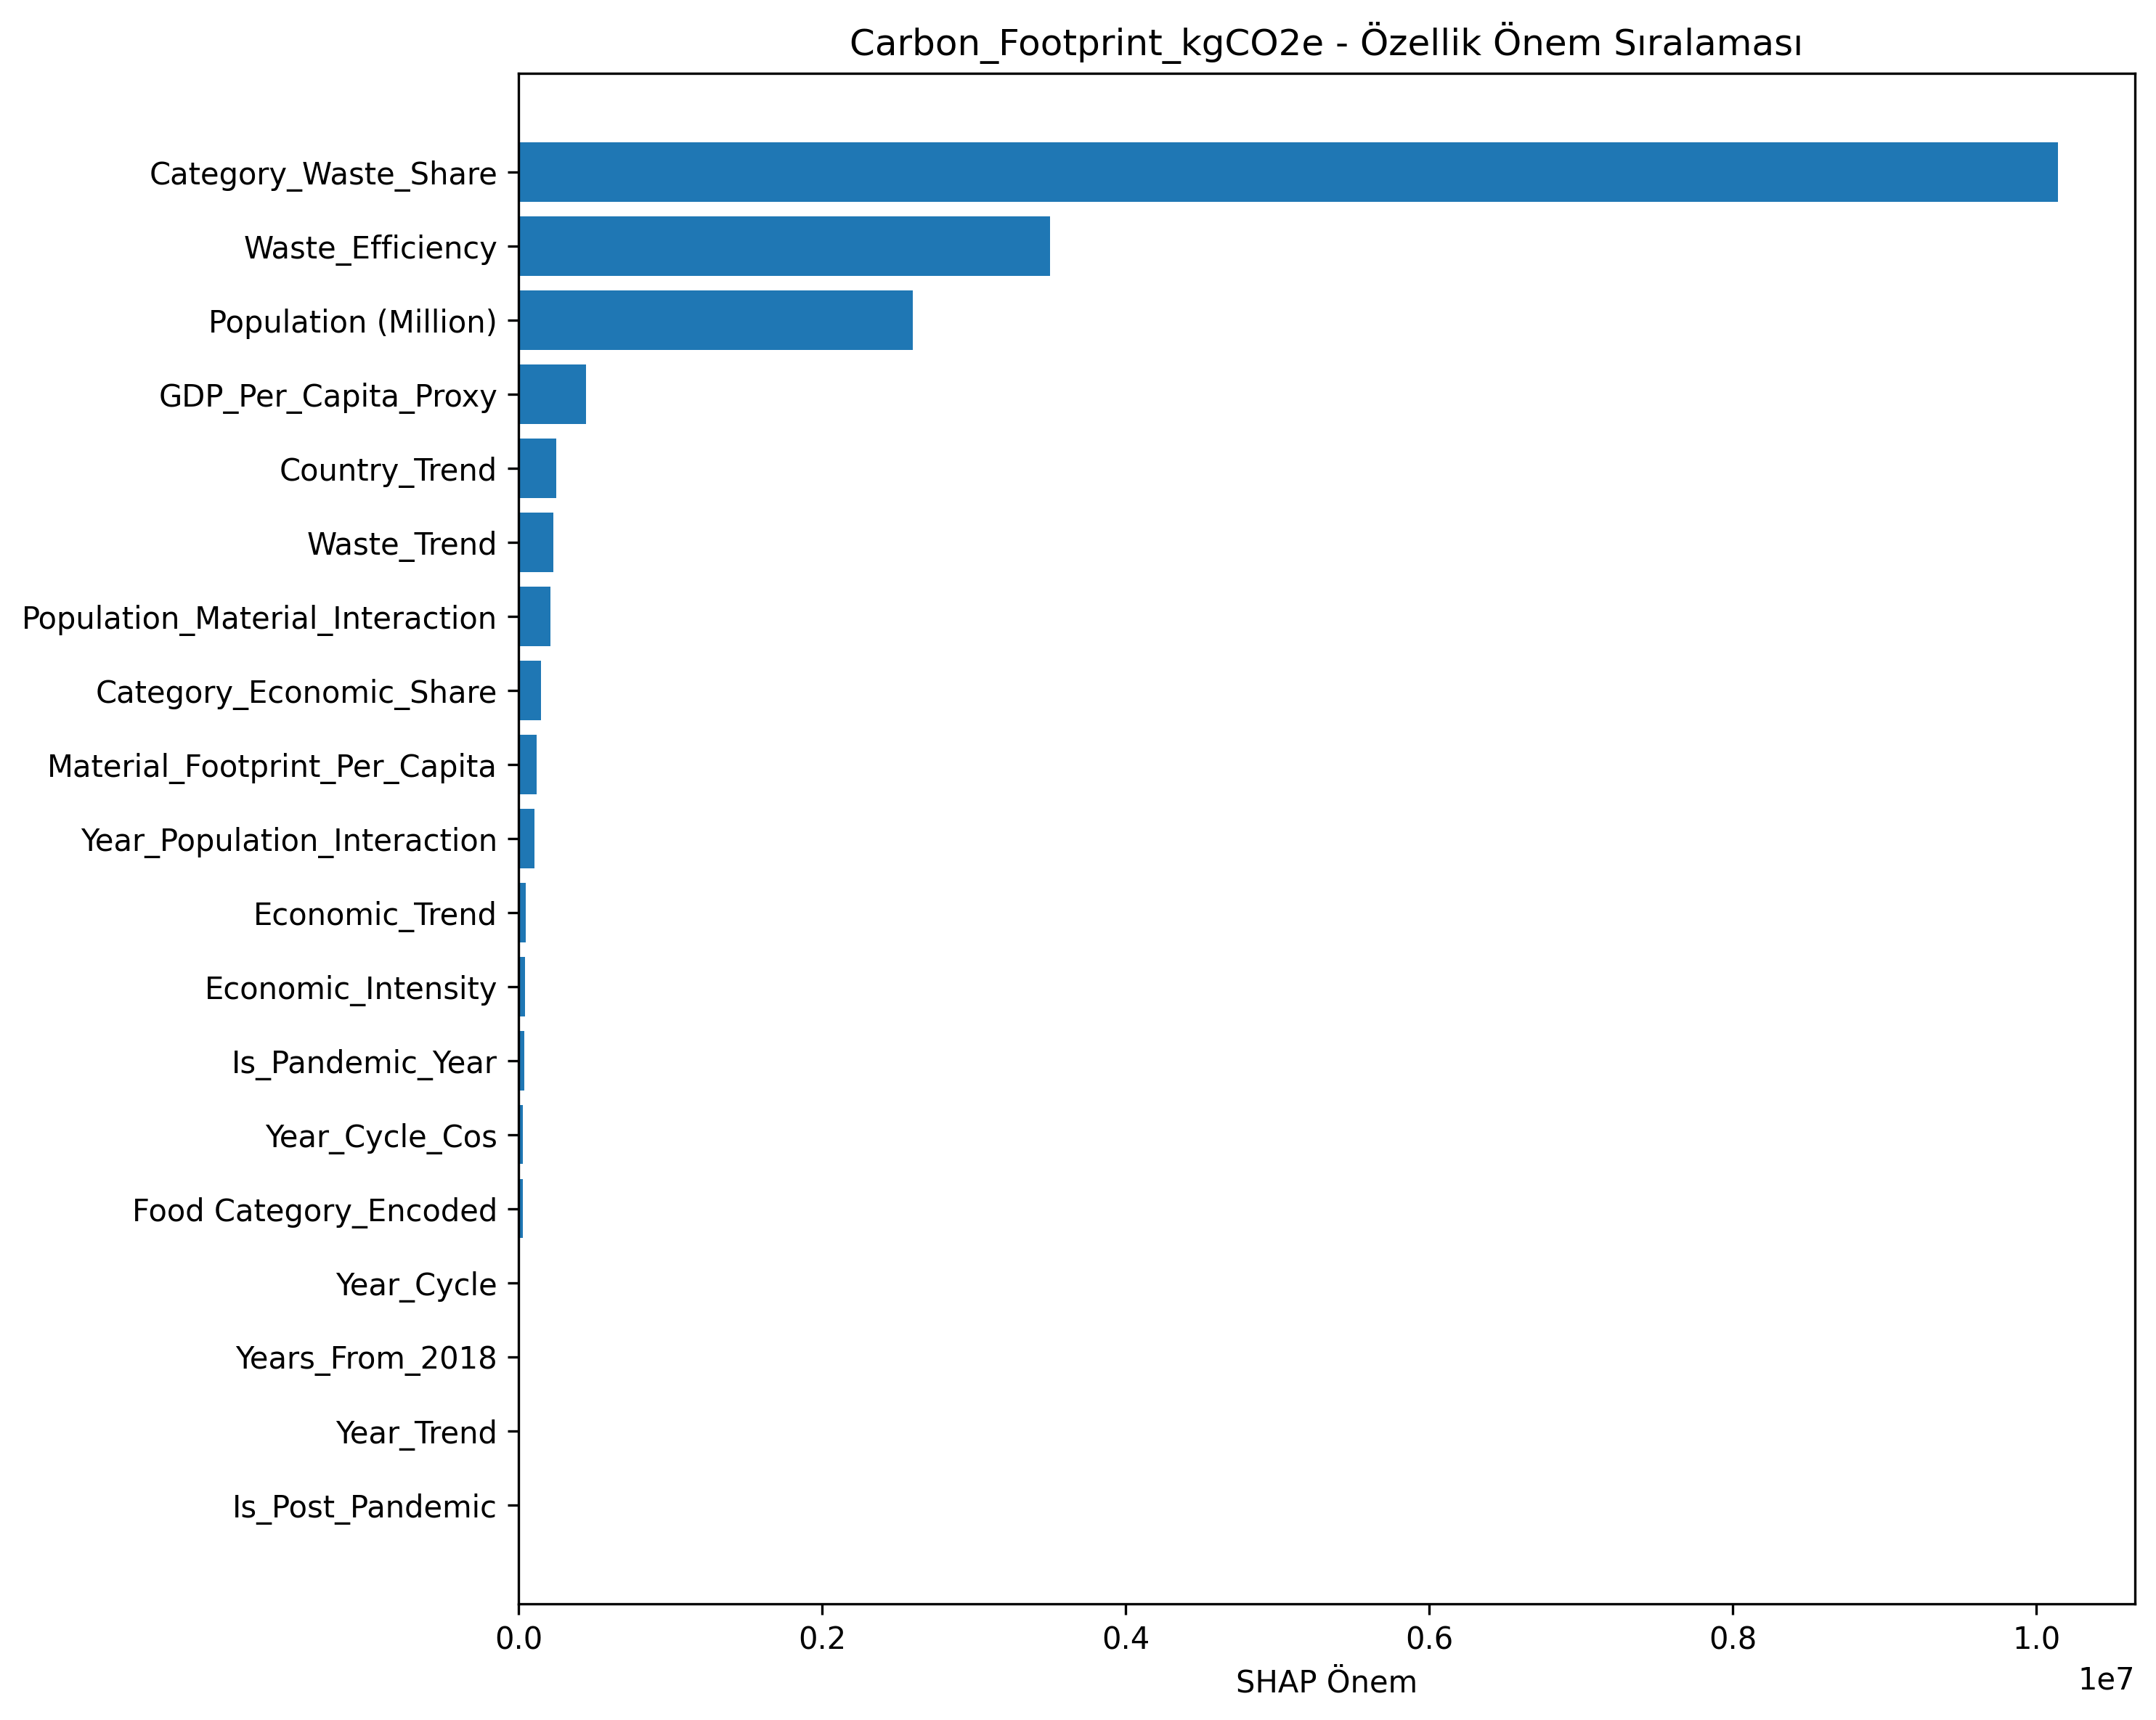 Carbon_Footprint_kgCO2e - Özellik Önem Sıralaması
Category_Waste_Share
Waste_Efficiency
Population (Million)
GDP_Per_Capita_Proxy
Country_Trend
Waste_Trend
Population_Material_Interaction
Category_Economic_Share
Material_Footprint_Per_Capita
Year_Population_Interaction
Economic_Trend
Economic_Intensity
Is_Pandemic_Year
Year_Cycle_Cos
Food Category_Encoded
Year_Cycle
Years_From_2018
Year_Trend
Is_Post_Pandemic
0.0 0.2 0.4 0.6 0.8 1.0
SHAP Önem
1e7